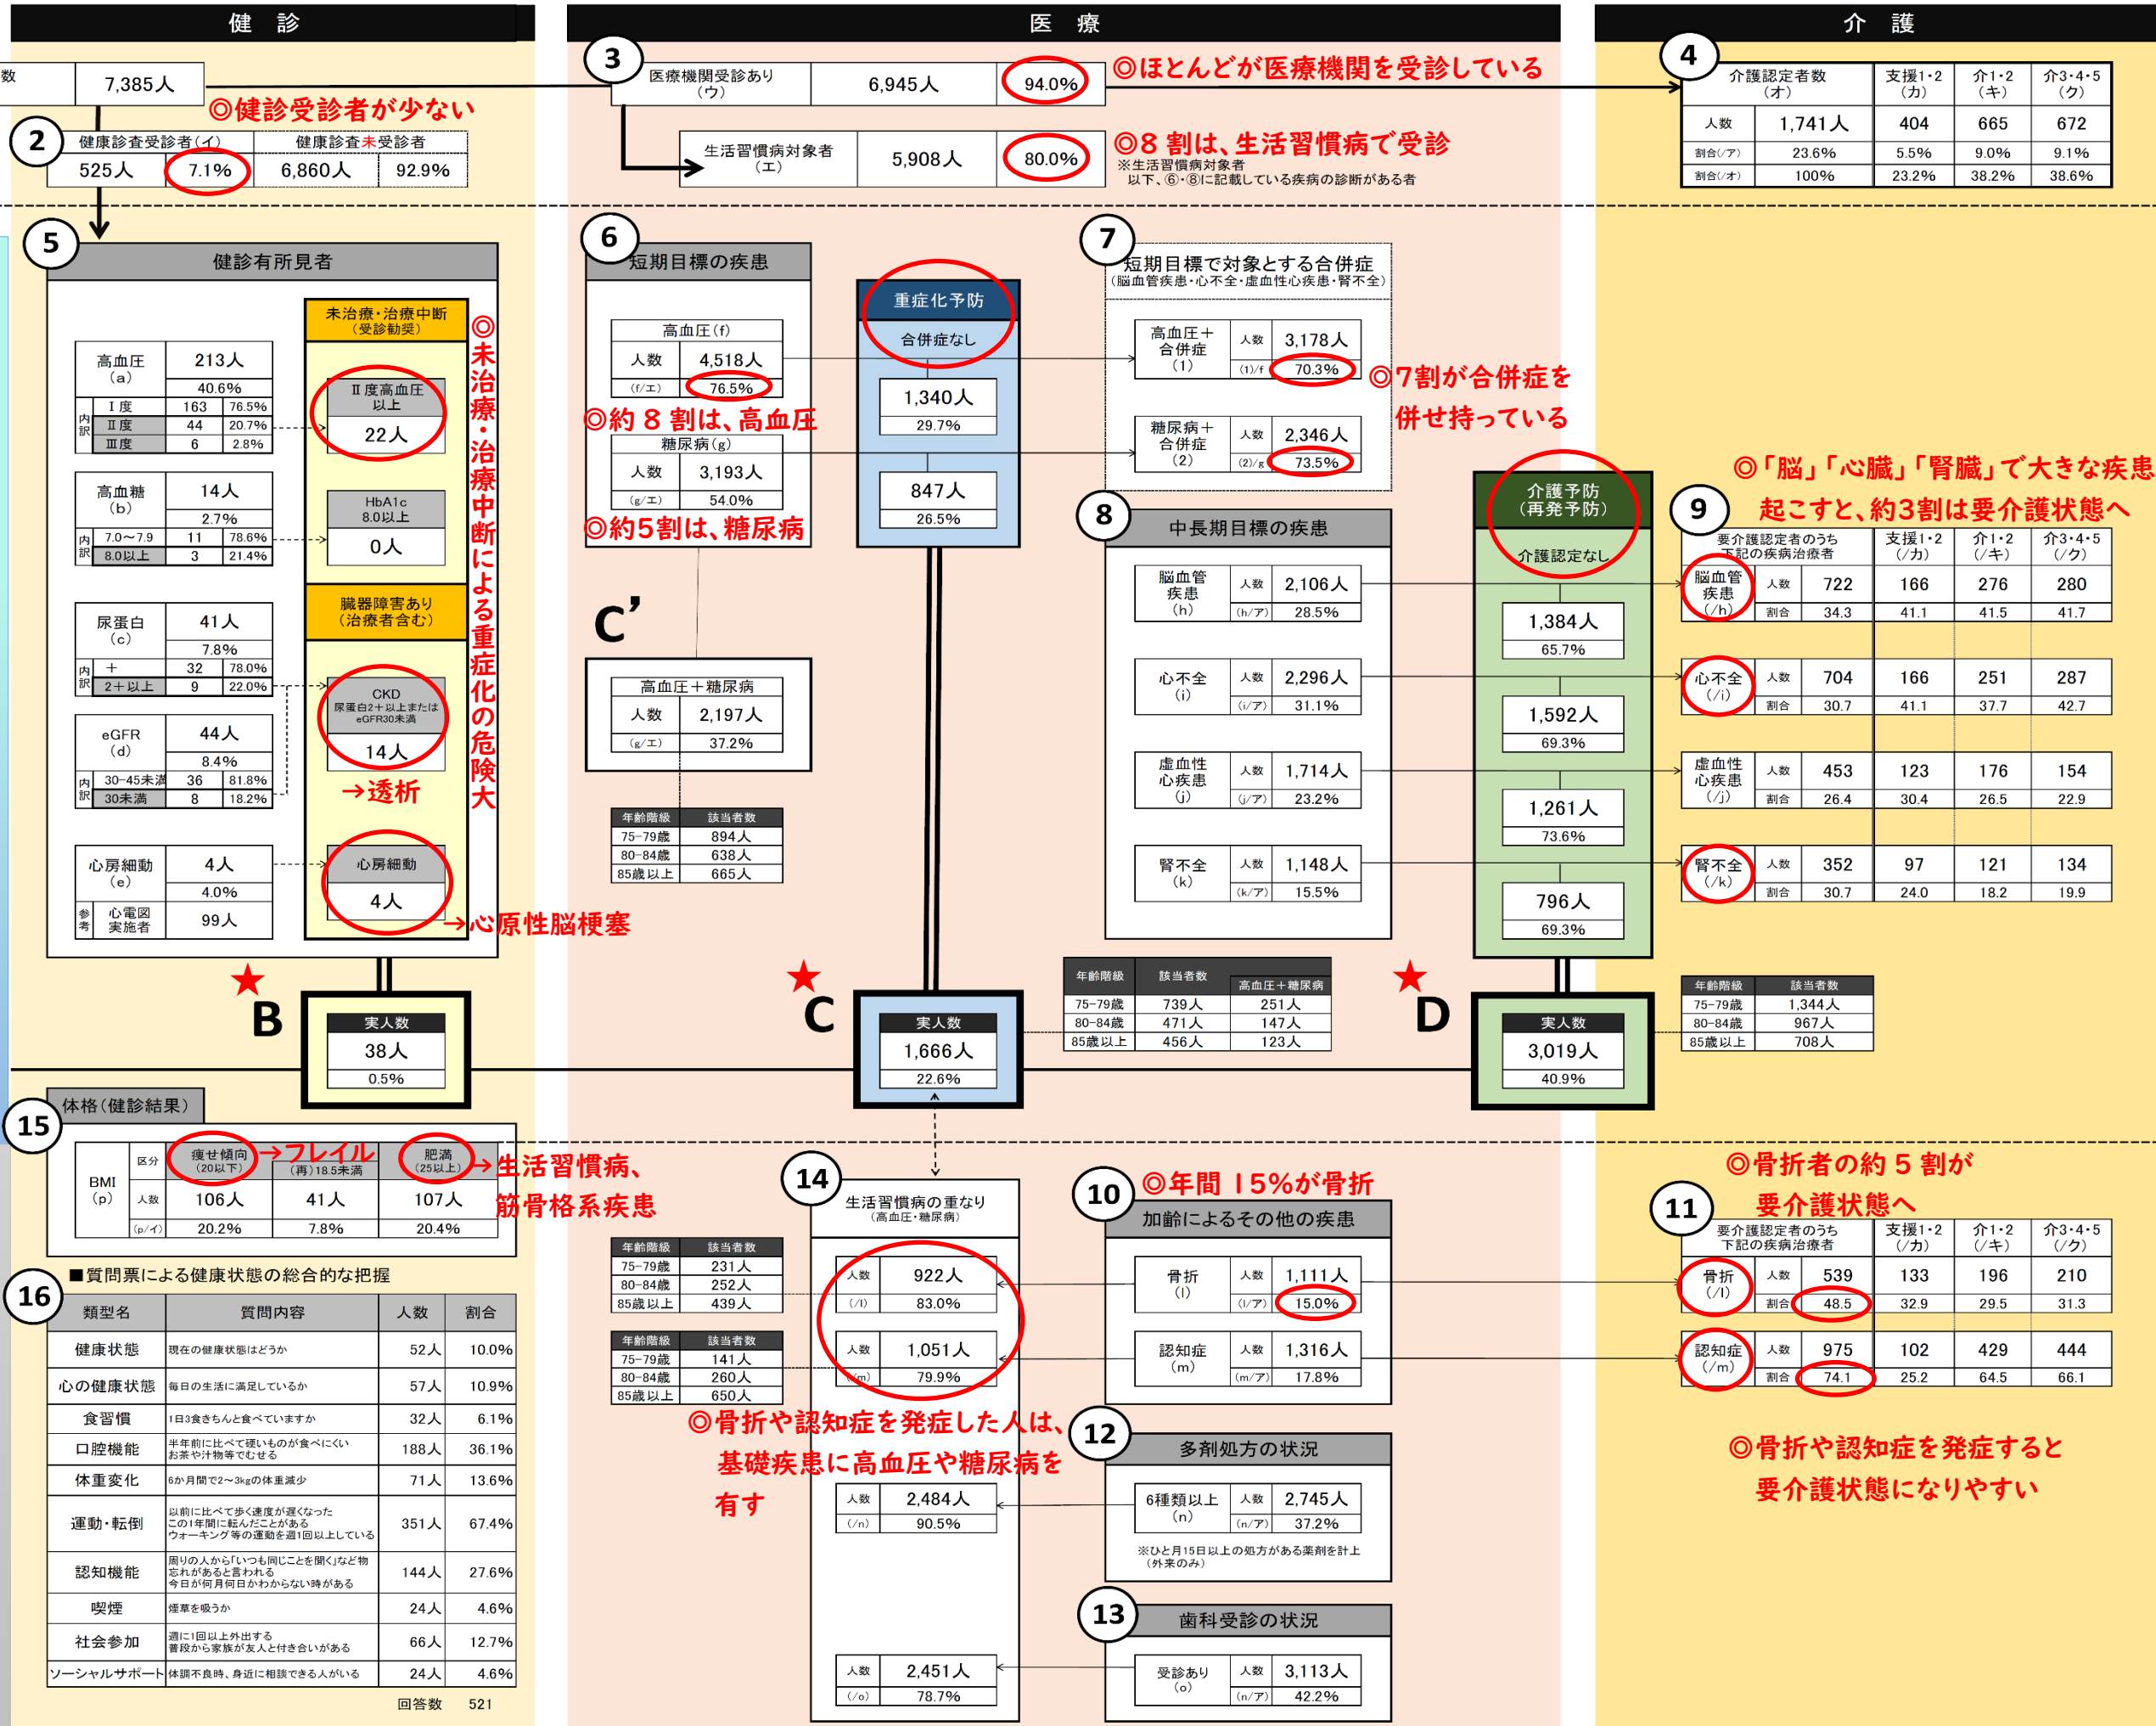 健 診
医 療
介 護
数 7,385人
◎健診受診者が少ない
2
健康診査受診者(イ) 健康診査未受診者
525人 7.1% 6,860人 92.9%
3
医療機関受診あり
(ウ)
6,945人 94.0%
◎ほとんどが医療機関を受診している
生活習慣病対象者
(エ)
5,908人 80.0%
◎8割は、生活習慣病で受診
※生活習慣病対象者
以下、⑥・⑧に記載している疾病の診断がある者
4
介護認定者数
(オ)
支援1・2
(カ)
介1・2
(キ)
介3・4・5
(ク)
人数 1,741人 404 665 672
割合(/ア) 23.6% 5.5% 9.0% 9.1%
割合(/オ) 100% 23.2% 38.2% 38.6%
5
健診有所見者
未治療・治療中断
(受診勧奨)
高血圧
(a)
213人
40.6%
内訳
Ⅰ度 163 76.5%
Ⅱ度 44 20.7%
Ⅲ度 6 2.8%
Ⅱ度高血圧
以上
22人
高血糖
(b)
14人
2.7%
内訳
7.0~7.9 11 78.6%
8.0以上 3 21.4%
HbA1c
8.0以上
0人
臓器障害あり
(治療者含む)
尿蛋白
(c)
41人
7.8%
内訳
+ 32 78.0%
2+以上 9 22.0%
CKD
尿蛋白2+以上または
eGFR30未満
14人
→透析
eGFR
(d)
44人
8.4%
内訳
30-45未満 36 81.8%
30未満 8 18.2%
心房細動
(e)
4人
4.0%
参考
心電図
実施者
99人
心房細動
4人
→心原性脳梗塞
◎未治療・治療中断による重症化の危険大
★
B
実人数
38人
0.5%
6
短期目標の疾患
高血圧(f)
人数 4,518人
(f/エ) 76.5%
◎約8割は、高血圧
糖尿病(g)
人数 3,193人
(g/エ) 54.0%
◎約5割は、糖尿病
C’
高血圧+糖尿病
人数 2,197人
(g/エ) 37.2%
年齢階級 該当者数
75-79歳 894人
80-84歳 638人
85歳以上 665人
重症化予防
合併症なし
1,340人
29.7%
847人
26.5%
7
短期目標で対象とする合併症
(脳血管疾患・心不全・虚血性心疾患・腎不全)
高血圧+
合併症
(1)
人数 3,178人
(1)/f 70.3%
◎7割が合併症を
併せ持っている
糖尿病+
合併症
(2)
人数 2,346人
(2)/g 73.5%
8
中長期目標の疾患
脳血管
疾患
(h)
人数 2,106人
(h/ア) 28.5%
心不全
(i)
人数 2,296人
(i/ア) 31.1%
虚血性
心疾患
(j)
人数 1,714人
(j/ア) 23.2%
腎不全
(k)
人数 1,148人
(k/ア) 15.5%
介護予防
(再発予防)
介護認定なし
1,384人
65.7%
1,592人
69.3%
1,261人
73.6%
796人
69.3%
◎「脳」「心臓」「腎臓」で大きな疾患
起こすと、約3割は要介護状態へ
9
要介護認定者のうち
下記の疾病治療者
支援1・2
(/カ)
介1・2
(/キ)
介3・4・5
(/ク)
脳血管
疾患
(/h)
人数 722 166 276 280
割合 34.3 41.1 41.5 41.7
心不全
(/i)
人数 704 166 251 287
割合 30.7 41.1 37.7 42.7
虚血性
心疾患
(/j)
人数 453 123 176 154
割合 26.4 30.4 26.5 22.9
腎不全
(/k)
人数 352 97 121 134
割合 30.7 24.0 18.2 19.9
★
C
実人数
1,666人
22.6%
年齢階級 該当者数 高血圧+糖尿病
75-79歳 739人 251人
80-84歳 471人 147人
85歳以上 456人 123人
★
D
実人数
3,019人
40.9%
年齢階級 該当者数
75-79歳 1,344人
80-84歳 967人
85歳以上 708人
15
体格(健診結果)
BMI
(p)
区分 痩せ傾向
(20以下)
→フレイル
(再)18.5未満
肥満
(25以上)
→生活習慣病、
筋骨格系疾患
人数 106人 41人 107人
(p/イ) 20.2% 7.8% 20.4%
16
■質問票による健康状態の総合的な把握
類型名 質問内容 人数 割合
健康状態 現在の健康状態はどうか 52人 10.0%
心の健康状態 毎日の生活に満足しているか 57人 10.9%
食習慣 1日3食きちんと食べていますか 32人 6.1%
口腔機能 半年前に比べて硬いものが食べにくい
お茶や汁物等でむせる 188人 36.1%
体重変化 6か月間で2~3kgの体重減少 71人 13.6%
運動・転倒 以前に比べて歩く速度が遅くなった
この1年間に転んだことがある
ウォーキング等の運動を週1回以上している 351人 67.4%
認知機能 周りの人から「いつも同じことを聞く」など物
忘れがあると言われる
今日が何月何日かわからない時がある 144人 27.6%
喫煙 煙草を吸うか 24人 4.6%
社会参加 週に1回以上外出する
普段から家族が友人と付き合いがある 66人 12.7%
ソーシャルサポート 体調不良時、身近に相談できる人がいる 24人 4.6%
回答数 521
14
生活習慣病の重なり
(高血圧・糖尿病)
年齢階級 該当者数
75-79歳 231人
80-84歳 252人
85歳以上 439人
人数 922人
(/l) 83.0%
年齢階級 該当者数
75-79歳 141人
80-84歳 260人
85歳以上 650人
人数 1,051人
(/m) 79.9%
◎骨折や認知症を発症した人は、
基礎疾患に高血圧や糖尿病を
有す
人数 2,484人
(/n) 90.5%
人数 2,451人
(/o) 78.7%
10
◎年間15%が骨折
加齢によるその他の疾患
骨折
(l)
人数 1,111人
(l/ア) 15.0%
認知症
(m)
人数 1,316人
(m/ア) 17.8%
12
多剤処方の状況
6種類以上
(n)
人数 2,745人
(n/ア) 37.2%
※ひと月15日以上の処方がある薬剤を計上
(外来のみ)
13
歯科受診の状況
受診あり
(o)
人数 3,113人
(n/ア) 42.2%
◎骨折者の約5割が
要介護状態へ
11
要介護認定者のうち
下記の疾病治療者
支援1・2
(/カ)
介1・2
(/キ)
介3・4・5
(/ク)
骨折
(/l)
人数 539 133 196 210
割合 48.5 32.9 29.5 31.3
認知症
(/m)
人数 975 102 429 444
割合 74.1 25.2 64.5 66.1
◎骨折や認知症を発症すると
要介護状態になりやすい